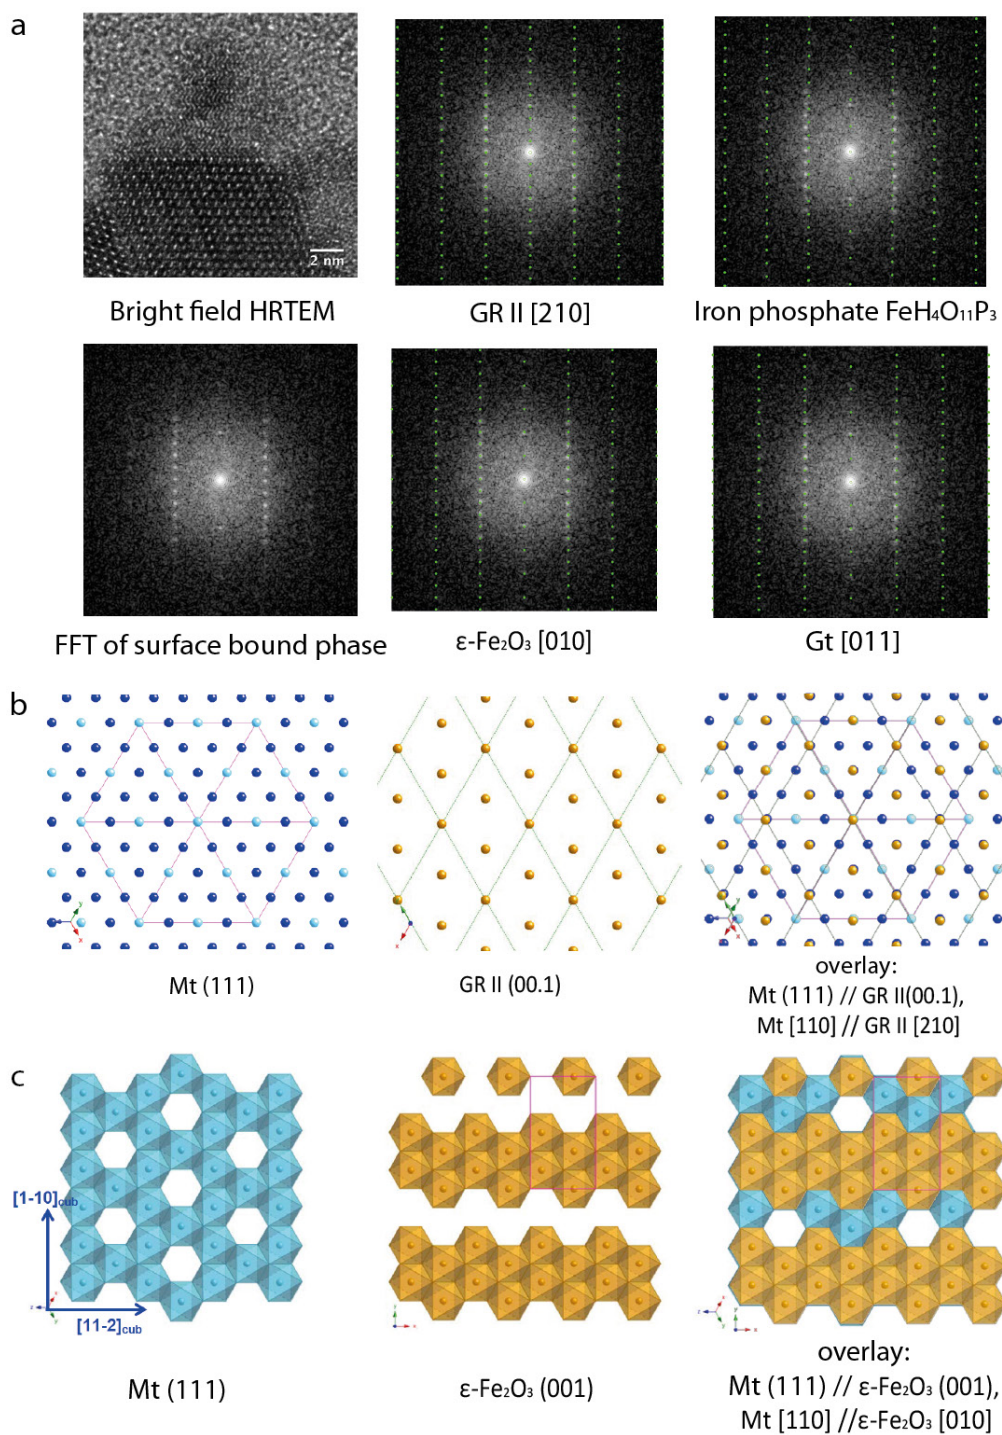 a
2 nm
Bright field HRTEM
GR II [210]
Iron phosphate FeH₄O₁₁P₃
FFT of surface bound phase
ε-Fe₂O₃ [010]
Gt [011]
b
y
x
x
Mt (111)
GR II (00.1)
overlay:
Mt (111) // GR II(00.1),
Mt [110] // GR II [210]
c
[1-10]cub
[11-2]cub
Mt (111)
ε-Fe₂O₃ (001)
overlay:
Mt (111) // ε-Fe₂O₃ (001),
Mt [110] //ε-Fe₂O₃ [010]